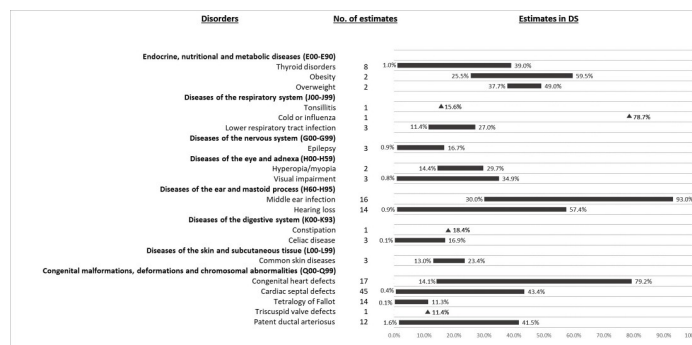 Disorders No. of estimates Estimates in DS
Endocrine, nutritional and metabolic diseases (E00-E90)
Thyroid disorders 8 1.0% 39.0%
Obesity 2 25.5% 59.5%
Overweight 2 37.7% 49.0%
Diseases of the respiratory system (J00-J99)
Tonsillitis 1 15.6%
Cold or influenza 1 78.7%
Lower respiratory tract infection 3 11.4% 27.0%
Diseases of the nervous system (G00-G99)
Epilepsy 3 0.9% 16.7%
Diseases of the eye and adnexa (H00-H59)
Hyperopia/myopia 2 14.4% 29.7%
Visual impairment 3 0.8% 34.9%
Diseases of the ear and mastoid process (H60-H95)
Middle ear infection 16 30.0% 93.0%
Hearing loss 14 0.9% 57.4%
Diseases of the digestive system (K00-K93)
Constipation 1 18.4%
Celiac disease 3 0.1% 16.9%
Diseases of the skin and subcutaneous tissue (L00-L99)
Common skin diseases 3 13.0% 23.4%
Congenital malformations, deformations and chromosomal abnormalities (Q00-Q99)
Congenital heart defects 17 14.1% 79.2%
Cardiac septal defects 45 0.4% 43.4%
Tetralogy of Fallot 14 0.1% 11.3%
Triscuspid valve defects 1 11.4%
Patent ductal arteriosus 12 1.6% 41.5%
0.0% 10.0% 20.0% 30.0% 40.0% 50.0% 60.0% 70.0% 80.0% 90.0%